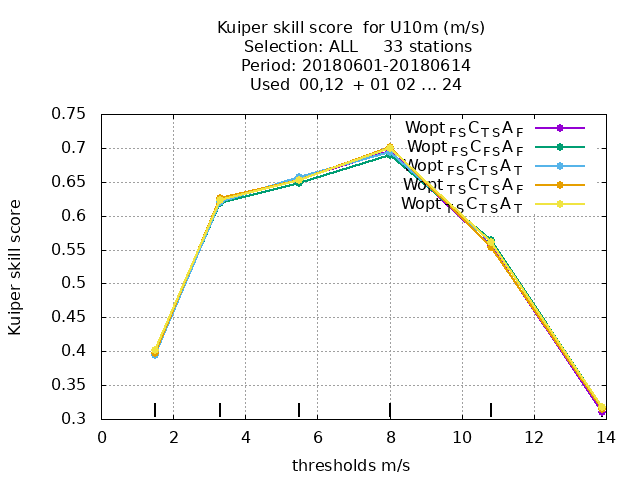 Kuiper skill score  for U10m (m/s)
Selection: ALL     33 stations
Period: 20180601-20180614
Used  00,12  + 01 02 ... 24
0.75
0.7
0.65
0.6
0.55
0.5
0.45
0.4
0.35
0.3
Kuiper skill score
Wopt FS C TS A F
Wopt FS C FS A F
Wopt FS C TS A T
Wopt TS C TS A F
Wopt TS C TS A T
0 2 4 6 8 10 12 14
thresholds m/s